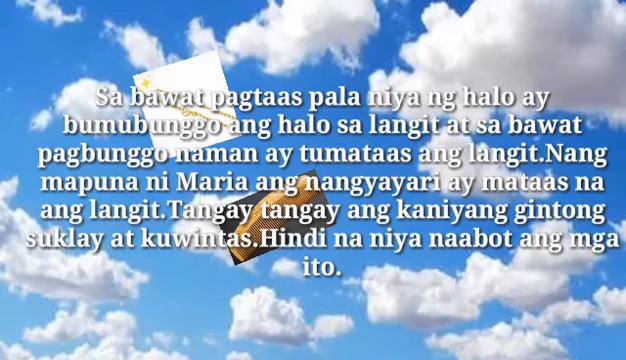 Sa bawat pagtaas pala niya ng halo ay
bumubunggo ang halo sa langit at sa bawat
pagbunggo naman ay tumataas ang langit.Nang
mapuna ni Maria ang nangyayari ay mataas na
ang langit.Tangay tangay ang kaniyang gintong
suklay at kuwintas.Hindi na niya naabot ang mga
ito.